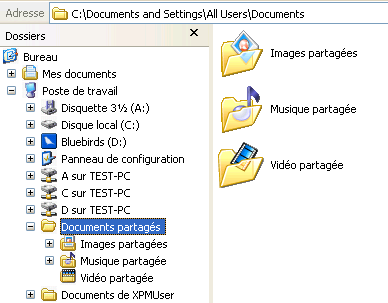 Adresse C:\Documents and Settings\All Users\Documents
Dossiers
Bureau
Mes documents
Poste de travail
Disquette 3½ (A:)
Disque local (C:)
Bluebirds (D:)
Panneau de configuration
A sur TEST-PC
C sur TEST-PC
D sur TEST-PC
Documents partagés
Images partagées
Musique partagée
Vidéo partagée
Documents de XPMUser
Images partagées
Musique partagée
Vidéo partagée